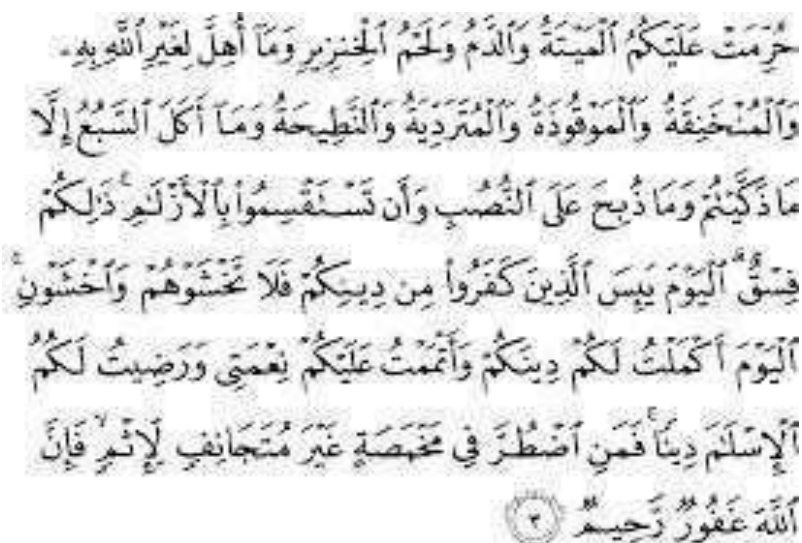 حُرِّمَتْ عَلَيْكُمُ ٱلْمَيْتَةُ وَٱلدَّمُ وَلَحْمُ ٱلْخِنزِيرِ وَمَآ أُهِلَّ لِغَيْرِ ٱللَّهِ بِهِۦ
وَٱلْمُنْخَنِقَةُ وَٱلْمَوْقُوذَةُ وَٱلْمُتَرَدِّيَةُ وَٱلنَّطِيحَةُ وَمَآ أَكَلَ ٱلسَّبُعُ إِلَّا
مَا ذَكَّيْتُمْ وَمَا ذُبِحَ عَلَى ٱلنُّصُبِ وَأَن تَسْتَقْسِمُوا۟ بِٱلْأَزْلَـٰمِ ۚ ذَٰلِكُمْ
فِسْقٌ ۗ ٱلْيَوْمَ يَئِسَ ٱلَّذِينَ كَفَرُوا۟ مِن دِينِكُمْ فَلَا تَخْشَوْهُمْ وَٱخْشَوْنِ ۚ
ٱلْيَوْمَ أَكْمَلْتُ لَكُمْ دِينَكُمْ وَأَتْمَمْتُ عَلَيْكُمْ نِعْمَتِى وَرَضِيتُ لَكُمُ
ٱلْإِسْلَـٰمَ دِينًا ۚ فَمَنِ ٱضْطُرَّ فِى مَخْمَصَةٍ غَيْرَ مُتَجَانِفٍ لِّإِثْمٍ ۙ فَإِنَّ
ٱللَّهَ غَفُورٌ رَّحِيمٌ ٣